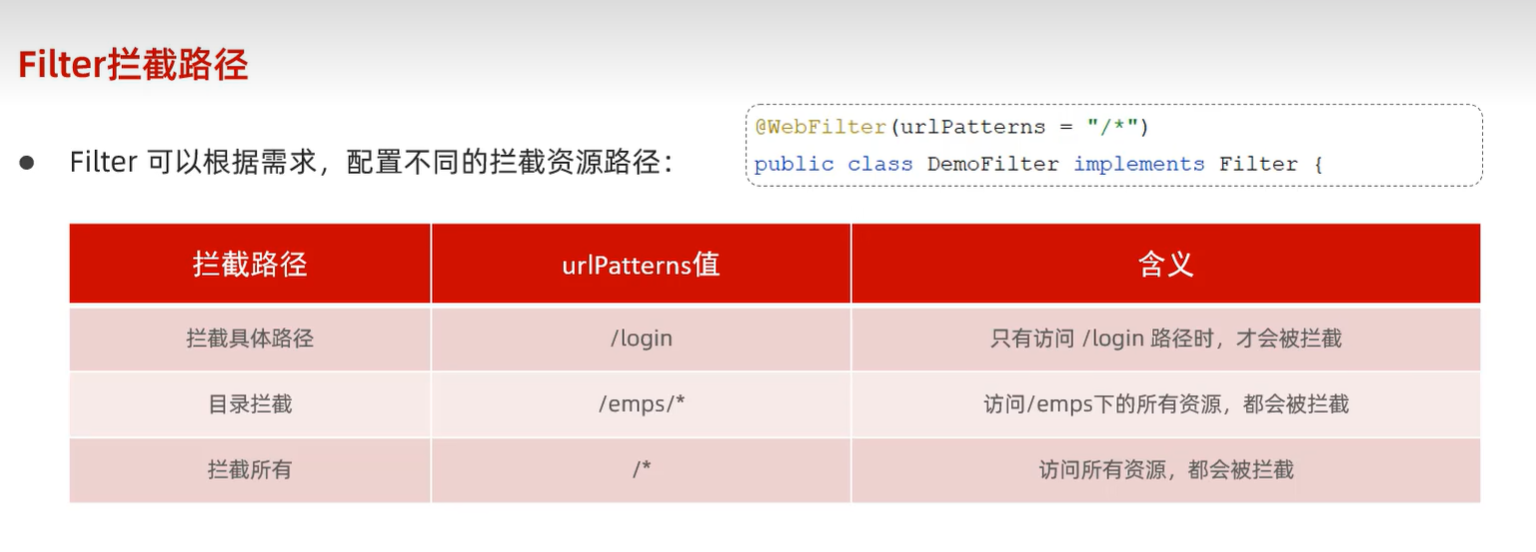 Filter拦截路径
@WebFilter(urlPatterns = "/*")
public class DemoFilter implements Filter {
● Filter 可以根据需求，配置不同的拦截资源路径：
拦截路径 urlPatterns值 含义
拦截具体路径 /login 只有访问 /login 路径时，才会被拦截
目录拦截 /emps/* 访问/emps下的所有资源，都会被拦截
拦截所有 /* 访问所有资源，都会被拦截